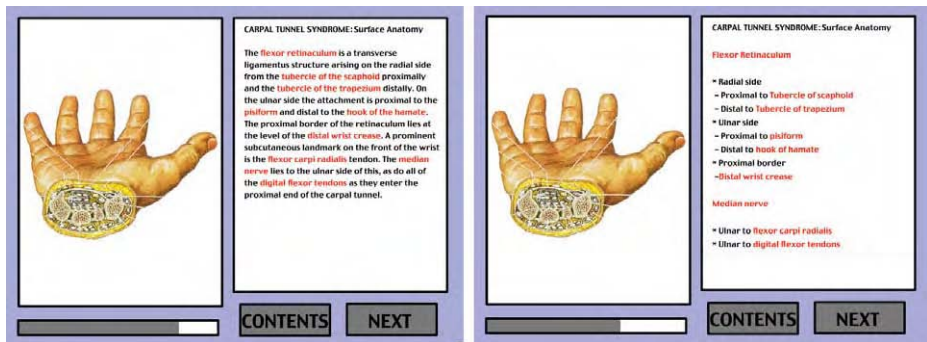 CARPAL TUNNEL SYNDROME: Surface Anatomy
The flexor retinaculum is a transverse
ligamentus structure arising on the radial side
from the tubercle of the scaphoid proximally
and the tubercle of the trapezium distally. On
the ulnar side the attachment is proximal to the
pisiform and distal to the hook of the hamate.
The proximal border of the retinaculum lies at
the level of the distal wrist crease. A prominent
subcutaneous landmark on the front of the wrist
is the flexor carpi radialis tendon. The median
nerve lies to the ulnar side of this, as do all of
the digital flexor tendons as they enter the
proximal end of the carpal tunnel.
CONTENTS
NEXT
CARPAL TUNNEL SYNDROME: Surface Anatomy
Flexor Retinaculum
* Radial side
- Proximal to Tubercle of scaphoid
- Distal to Tubercle of trapezium
* Ulnar side
- Proximal to pisiform
- Distal to hook of hamate
* Proximal border
-Distal wrist crease
Median nerve
* Ulnar to flexor carpi radialis
* Ulnar to digital flexor tendons
CONTENTS
NEXT